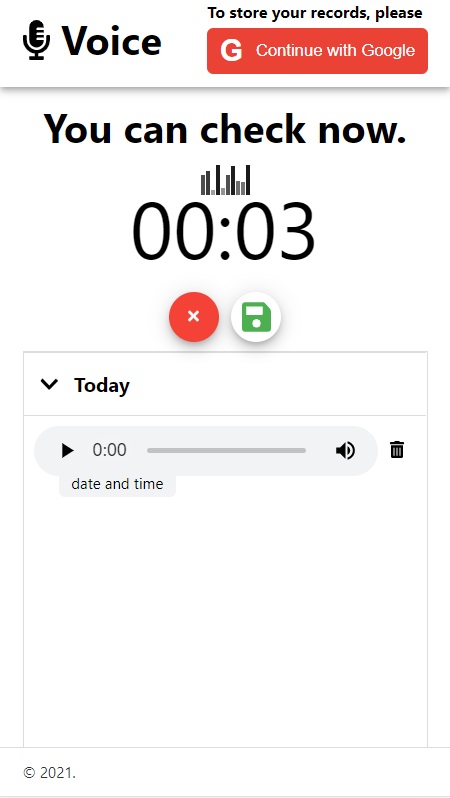 To store your records, please
Voice
G Continue with Google
You can check now.
00:03
Today
0:00
date and time
© 2021.